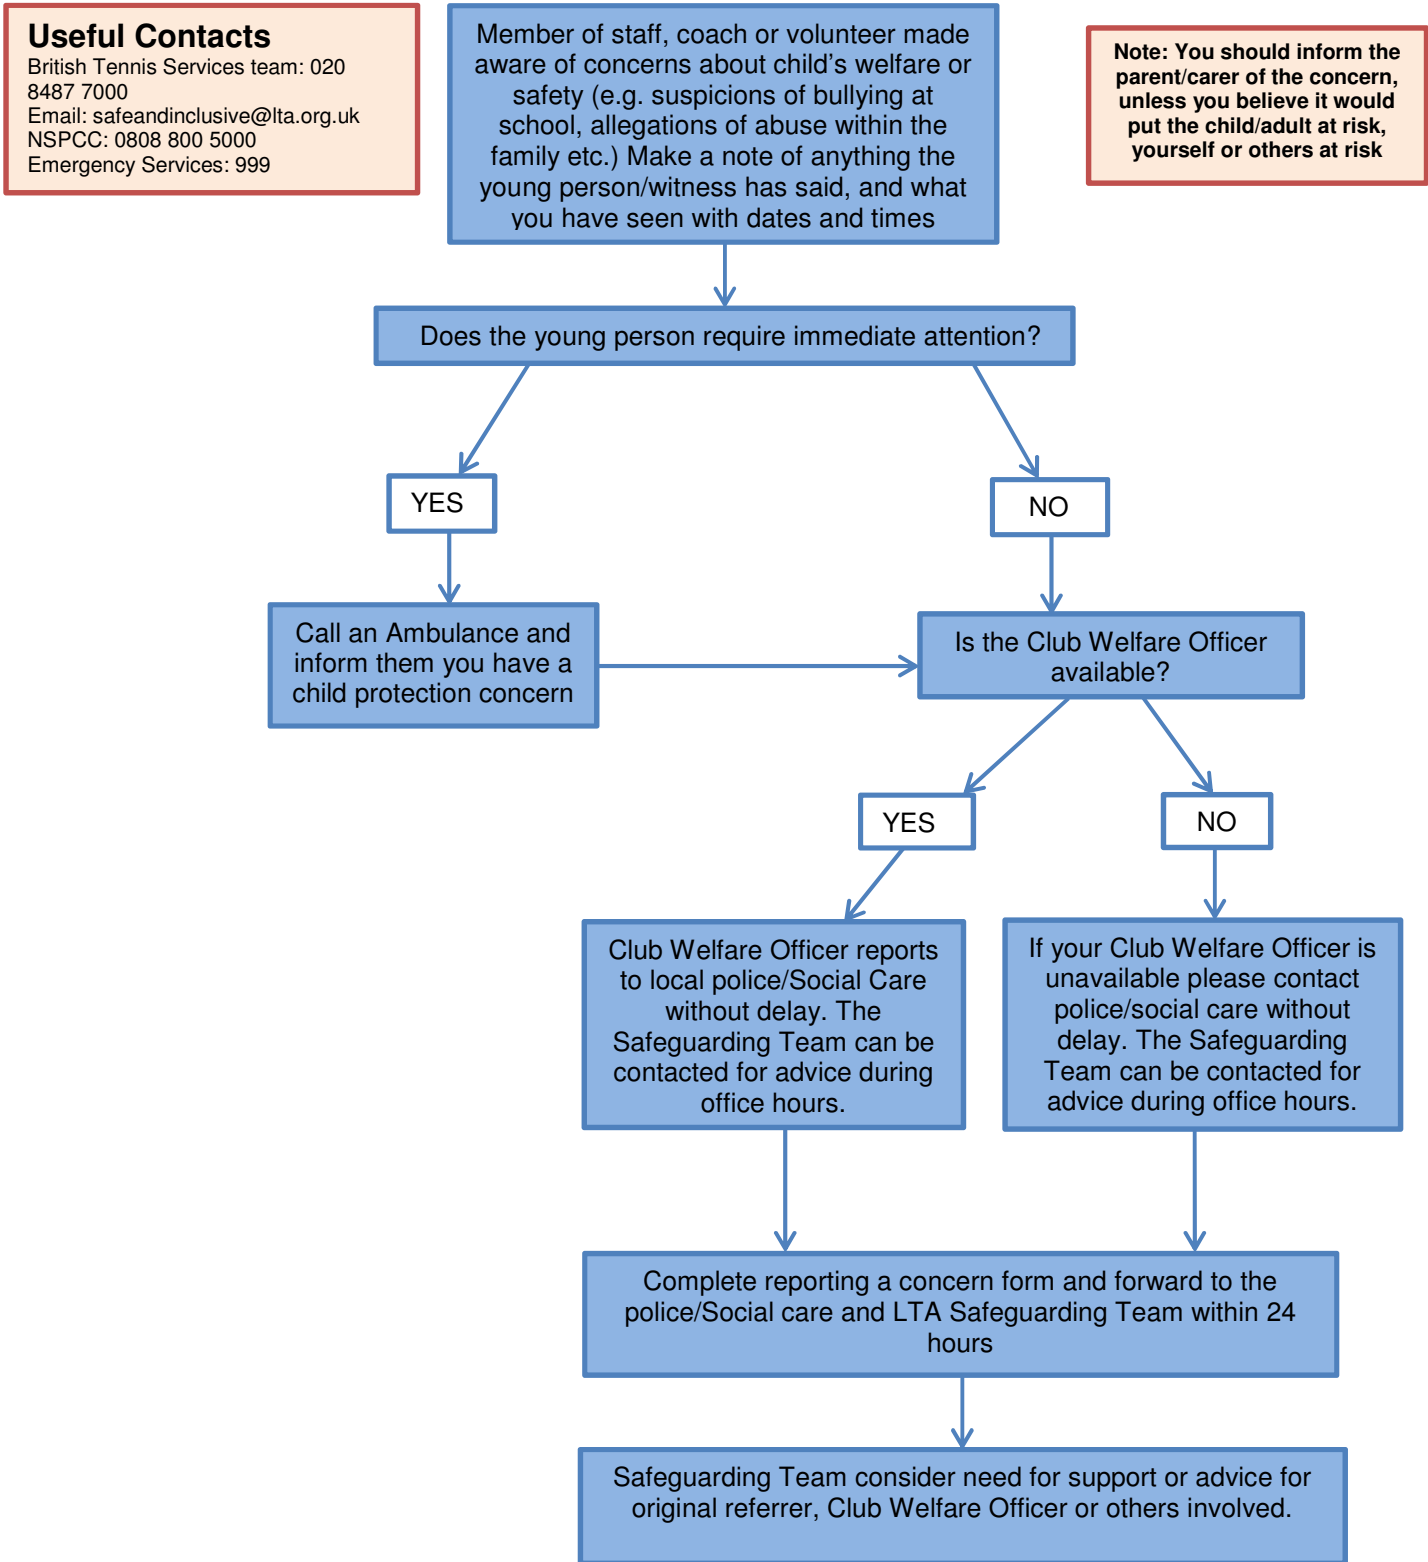 Useful Contacts
British Tennis Services team: 020
8487 7000
Email: safeandinclusive@lta.org.uk
NSPCC: 0808 800 5000
Emergency Services: 999
Member of staff, coach or volunteer made
aware of concerns about child’s welfare or
safety (e.g. suspicions of bullying at
school, allegations of abuse within the
family etc.) Make a note of anything the
young person/witness has said, and what
you have seen with dates and times
Note: You should inform the
parent/carer of the concern,
unless you believe it would
put the child/adult at risk,
yourself or others at risk
Does the young person require immediate attention?
YES
NO
Call an Ambulance and
inform them you have a
child protection concern
Is the Club Welfare Officer
available?
YES
NO
Club Welfare Officer reports
to local police/Social Care
without delay. The
Safeguarding Team can be
contacted for advice during
office hours.
If your Club Welfare Officer is
unavailable please contact
police/social care without
delay. The Safeguarding
Team can be contacted for
advice during office hours.
Complete reporting a concern form and forward to the
police/Social care and LTA Safeguarding Team within 24
hours
Safeguarding Team consider need for support or advice for
original referrer, Club Welfare Officer or others involved.